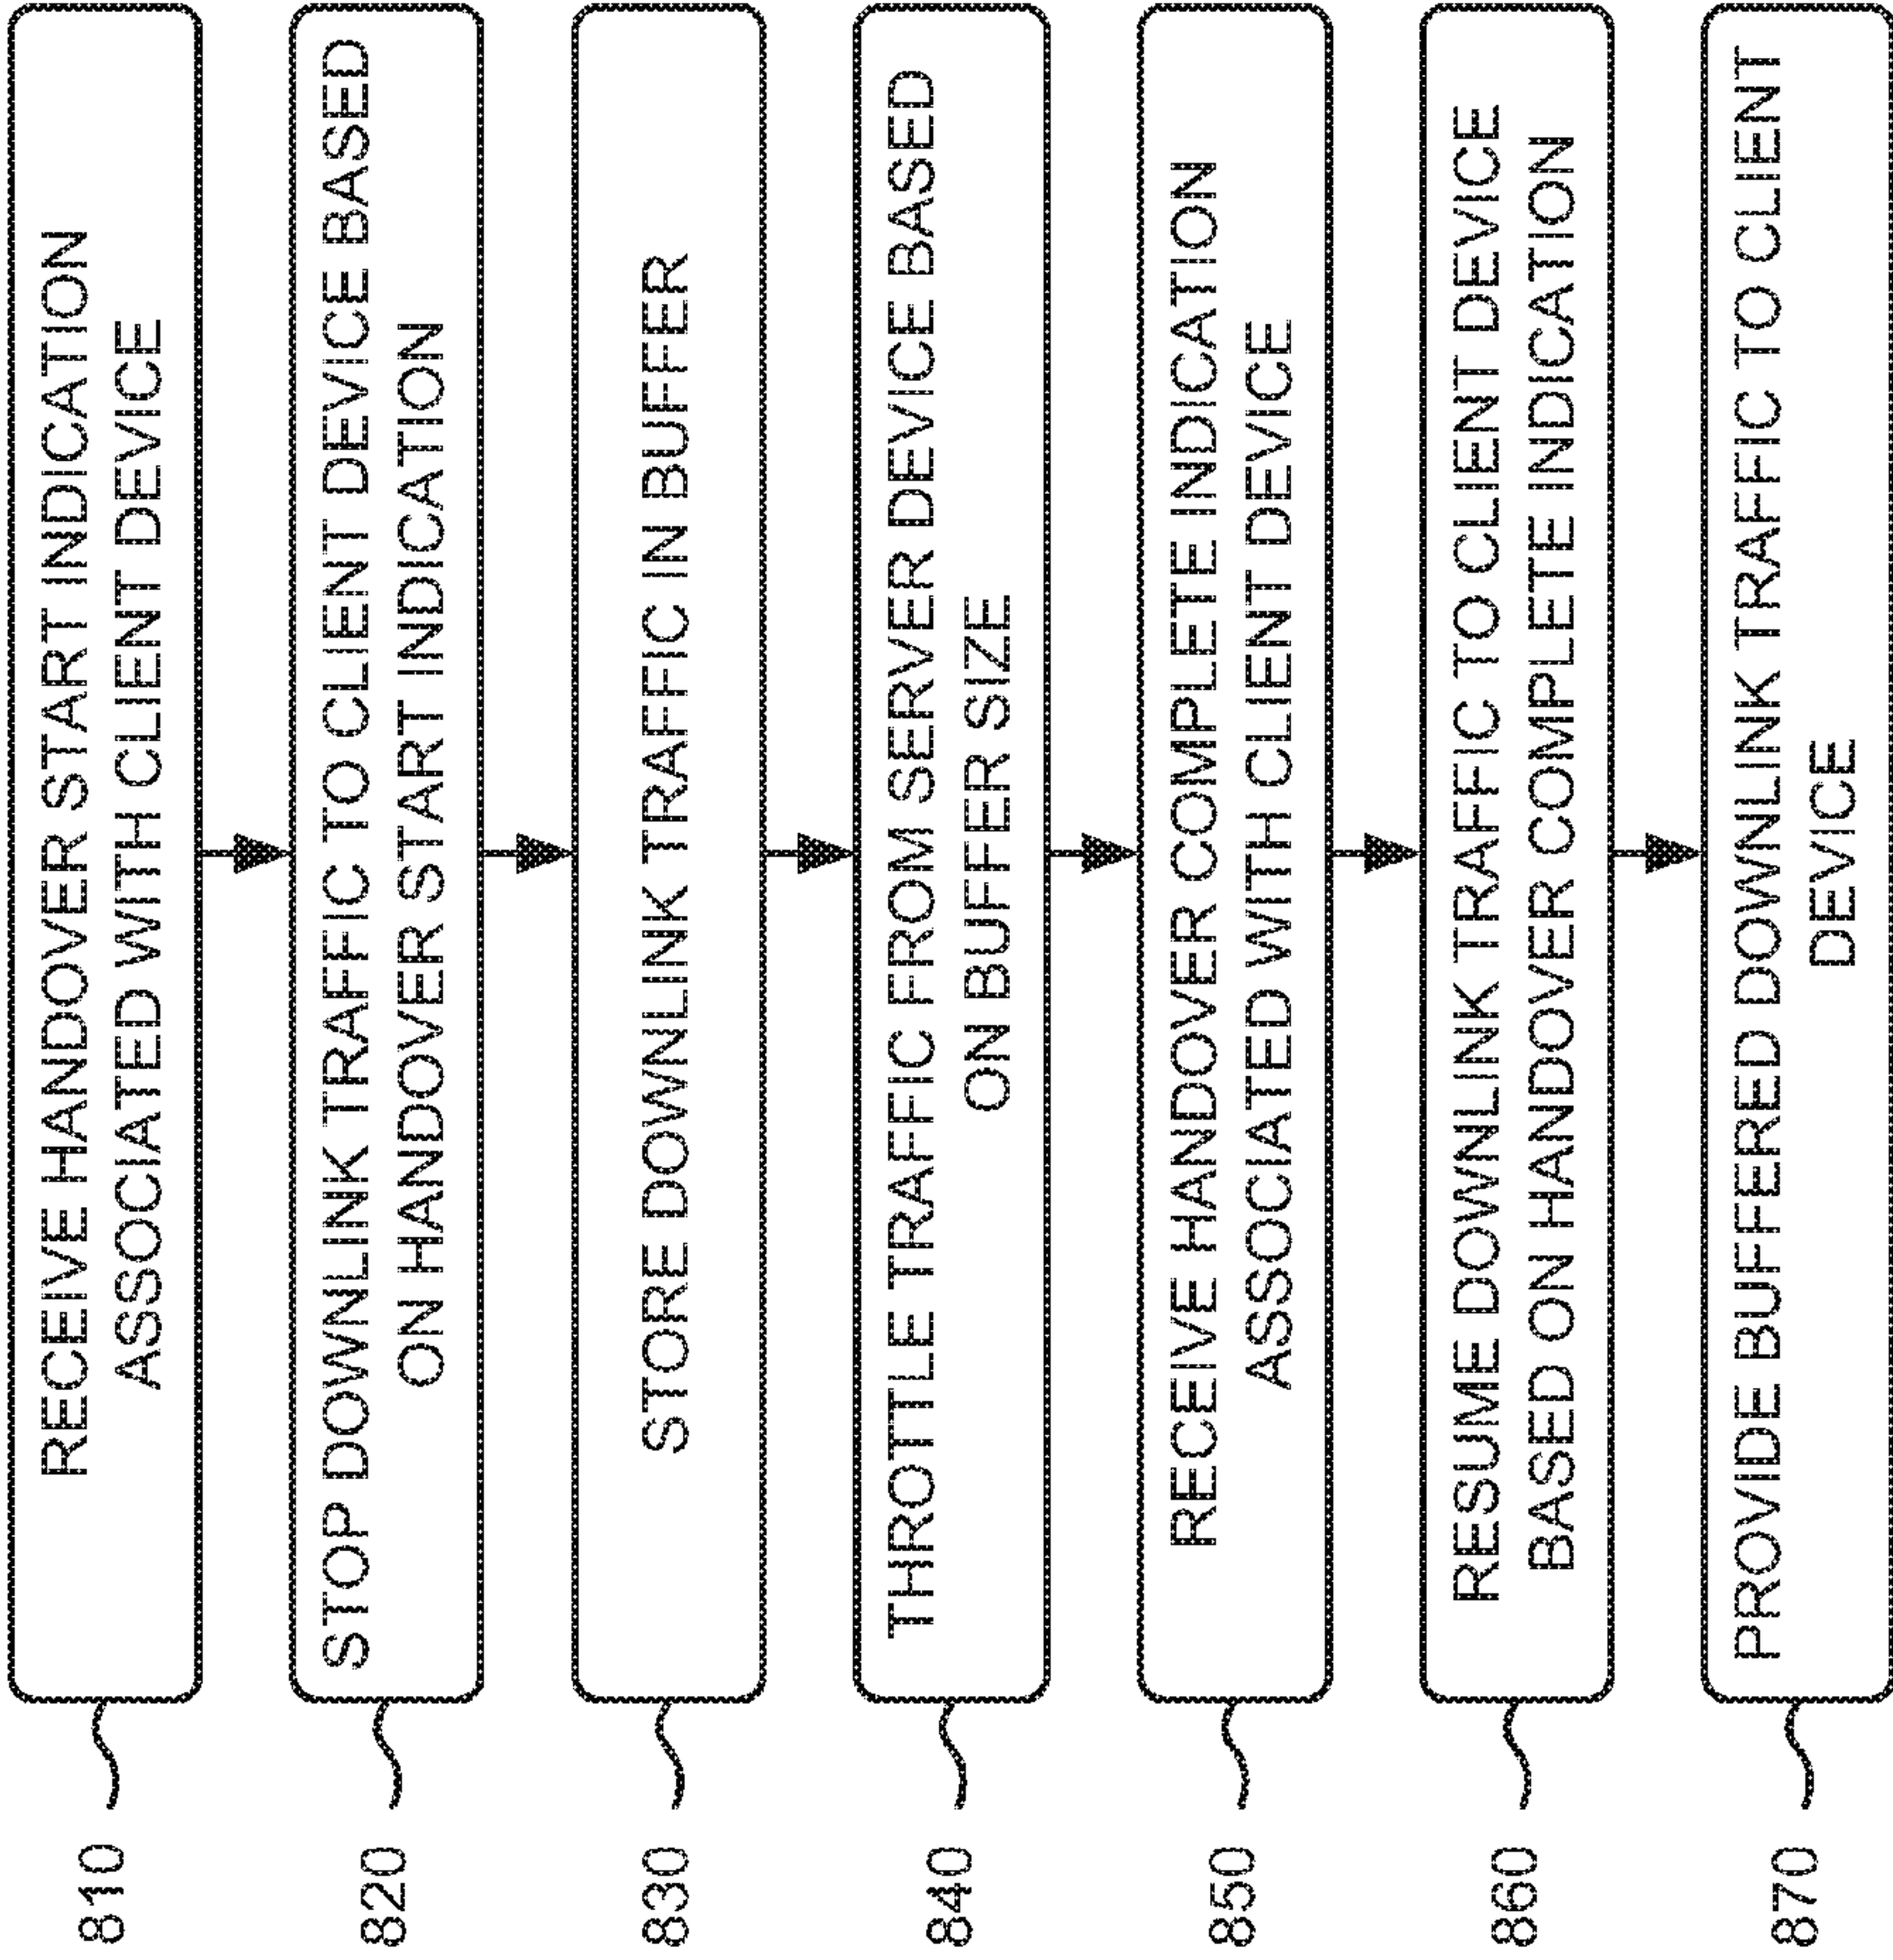 810
RECEIVE HANDOVER START INDICATION
ASSOCIATED WITH CLIENT DEVICE
820
STOP DOWNLINK TRAFFIC TO CLIENT DEVICE BASED
ON HANDOVER START INDICATION
830
STORE DOWNLINK TRAFFIC IN BUFFER
840
THROTTLE TRAFFIC FROM SERVER DEVICE BASED
ON BUFFER SIZE
850
RECEIVE HANDOVER COMPLETE INDICATION
ASSOCIATED WITH CLIENT DEVICE
860
RESUME DOWNLINK TRAFFIC TO CLIENT DEVICE
BASED ON HANDOVER COMPLETE INDICATION
870
PROVIDE BUFFERED DOWNLINK TRAFFIC TO CLIENT
DEVICE